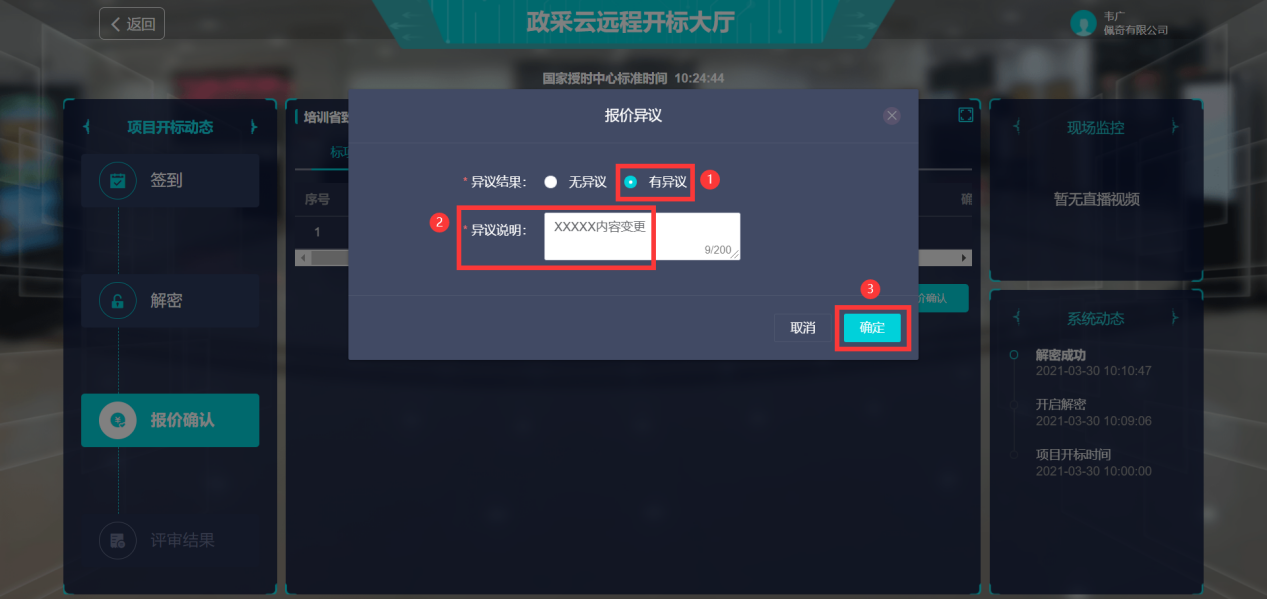 返回
政采云远程开标大厅
韦广
佩奇有限公司
国家授时中心标准时间 10:24:44
项目开标动态
签到
解密
报价确认
评审结果
培训省
标
序号
确
1
价确认
报价异议
* 异议结果： 无异议 有异议 1
2 * 异议说明： XXXXX内容变更
9/200
3
取消 确定
现场监控
暂无直播视频
系统动态
解密成功
2021-03-30 10:10:47
开启解密
2021-03-30 10:09:06
项目开标时间
2021-03-30 10:00:00